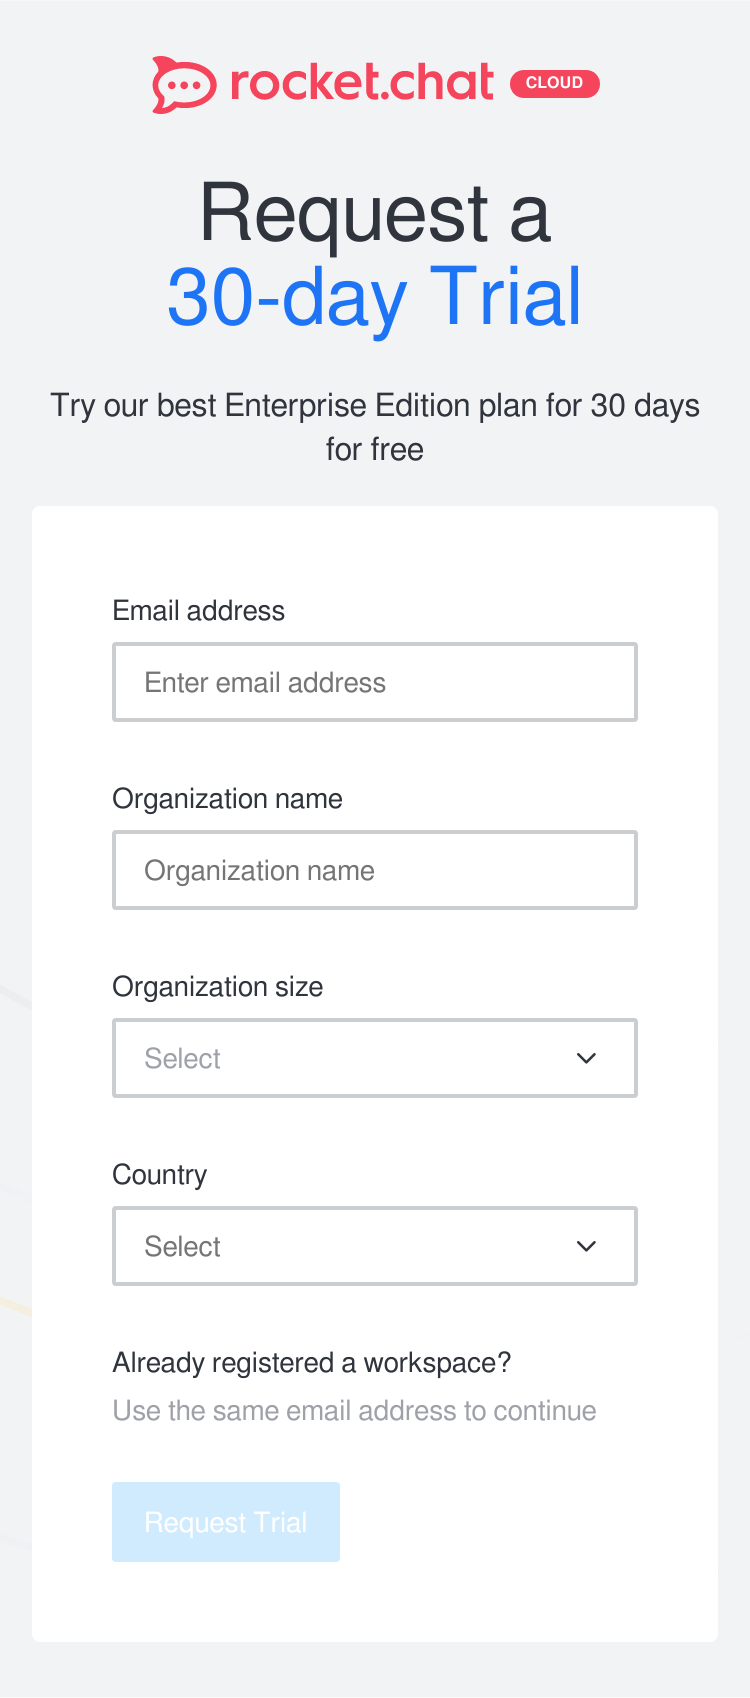 rocket.chat CLOUD
Request a
30-day Trial
Try our best Enterprise Edition plan for 30 days
for free
Email address
Enter email address
Organization name
Organization name
Organization size
Select
Country
Select
Already registered a workspace?
Use the same email address to continue
Request Trial